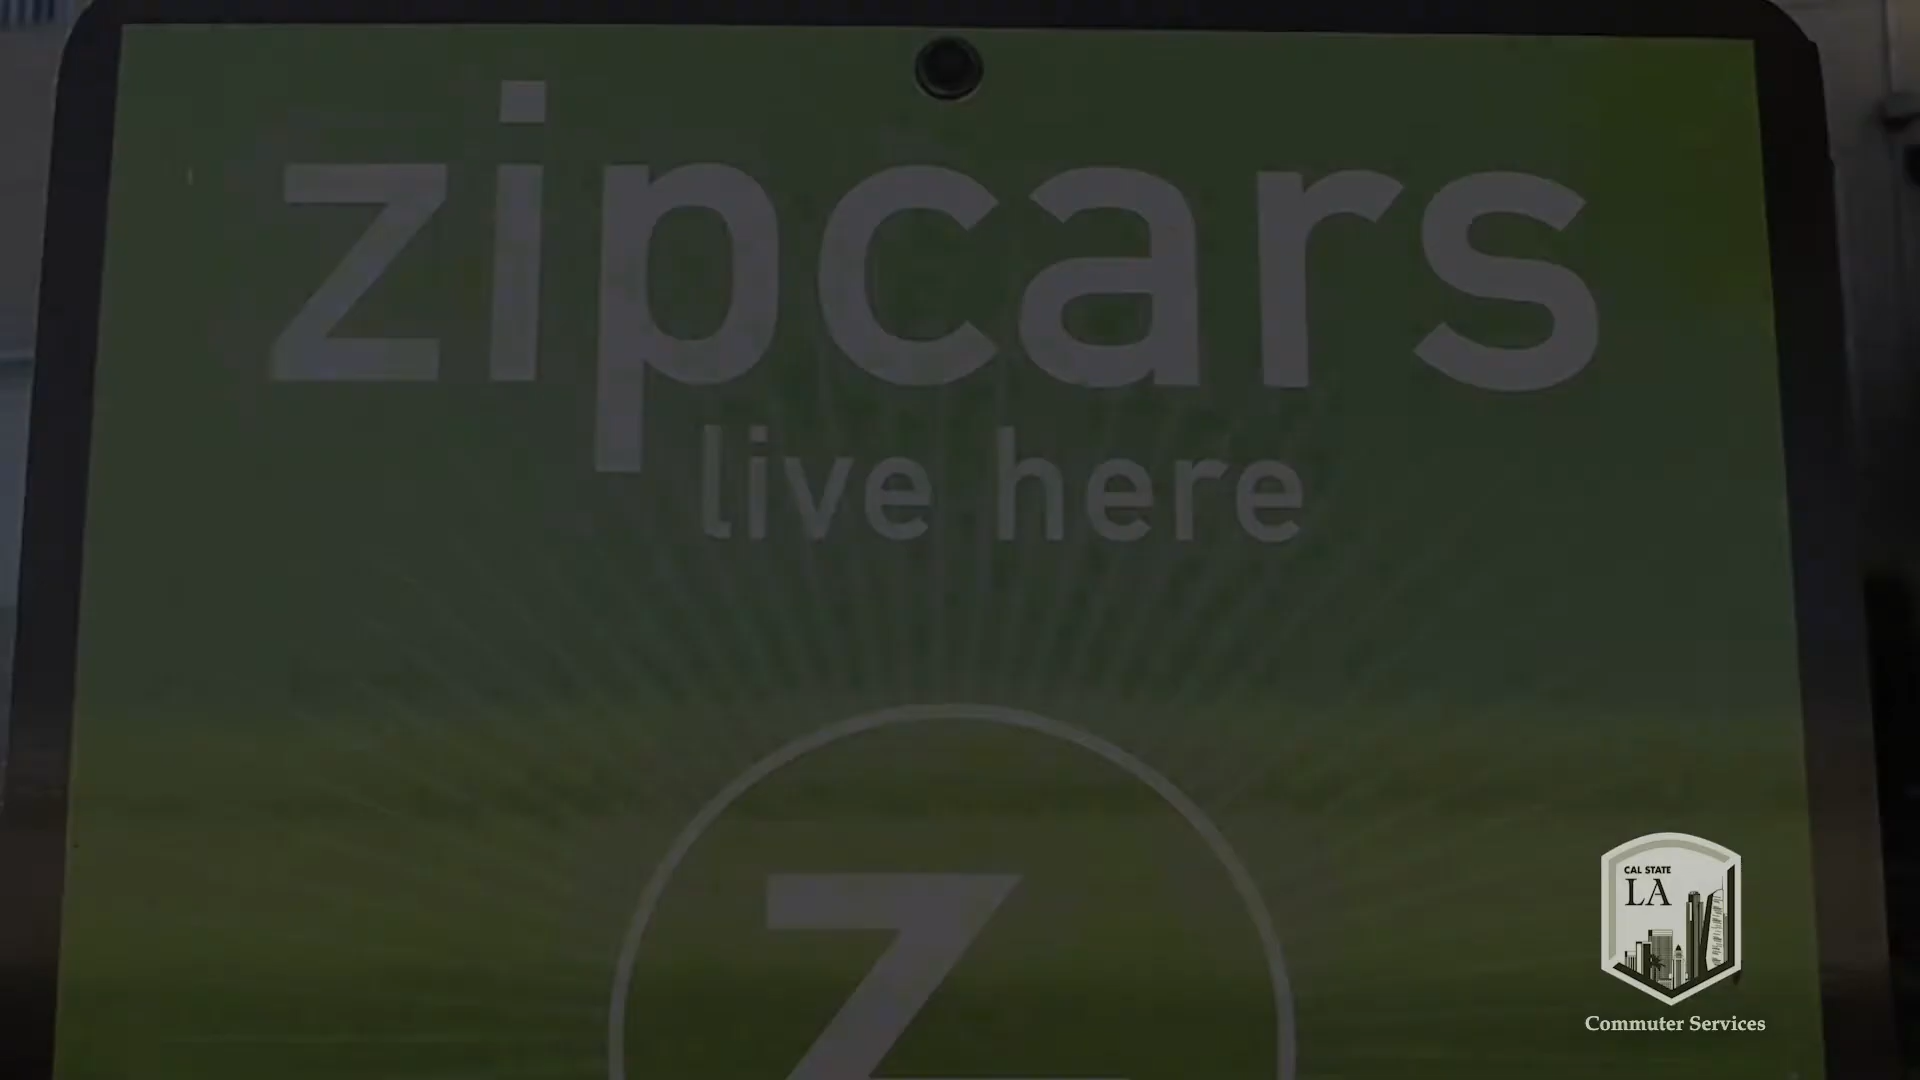 zipcars
live here
z
CAL STATE
LA
Commuter Services